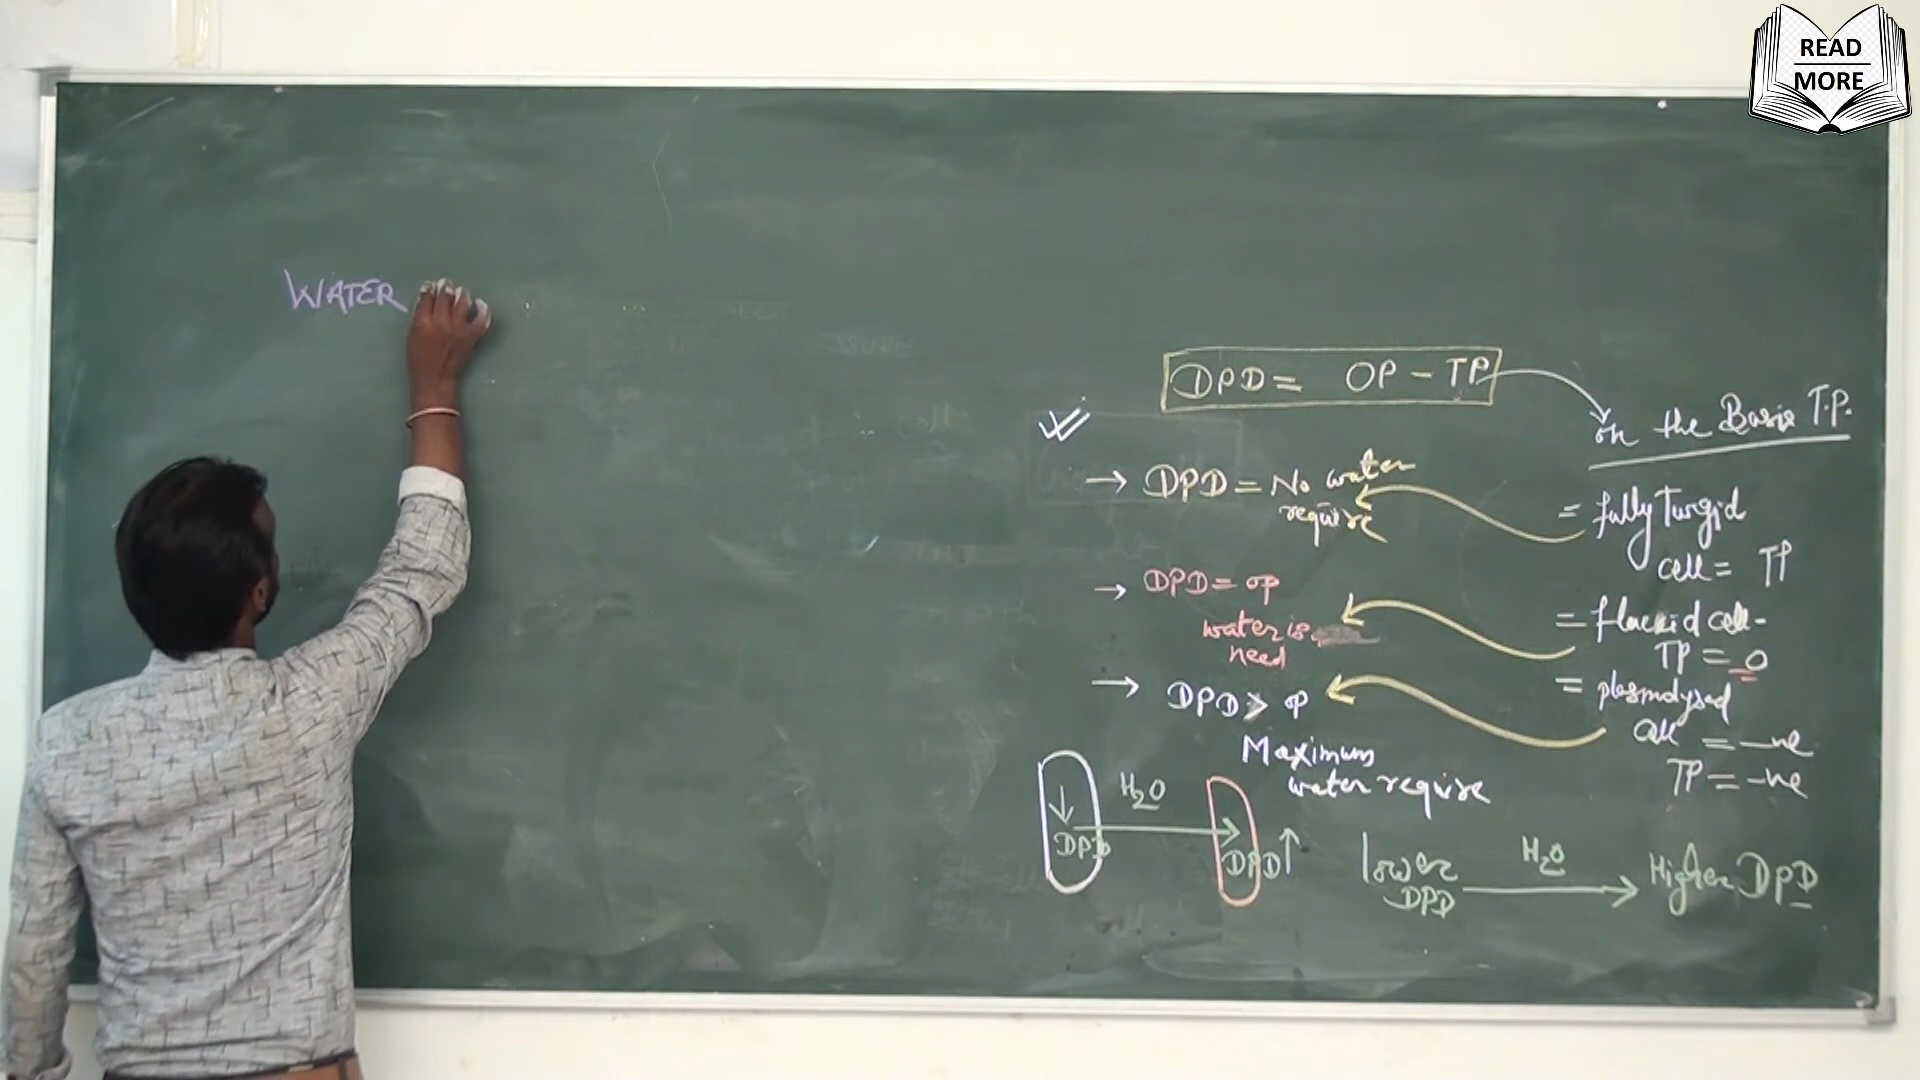 READ
MORE
WATER
DPD = OP - TP
on the Basis T.P.
→ DPD = No water
require
= fully Turgid
cell = TP
→ DPD = op
water is
need
= flaccid cell-
TP = 0
= plasmolysed
cell = -ve
TP = -ve
→ DPD > op
Maximum
water require
↓ DPD
H2O
DPD↑
lower
DPD
H2O
Higher DPD